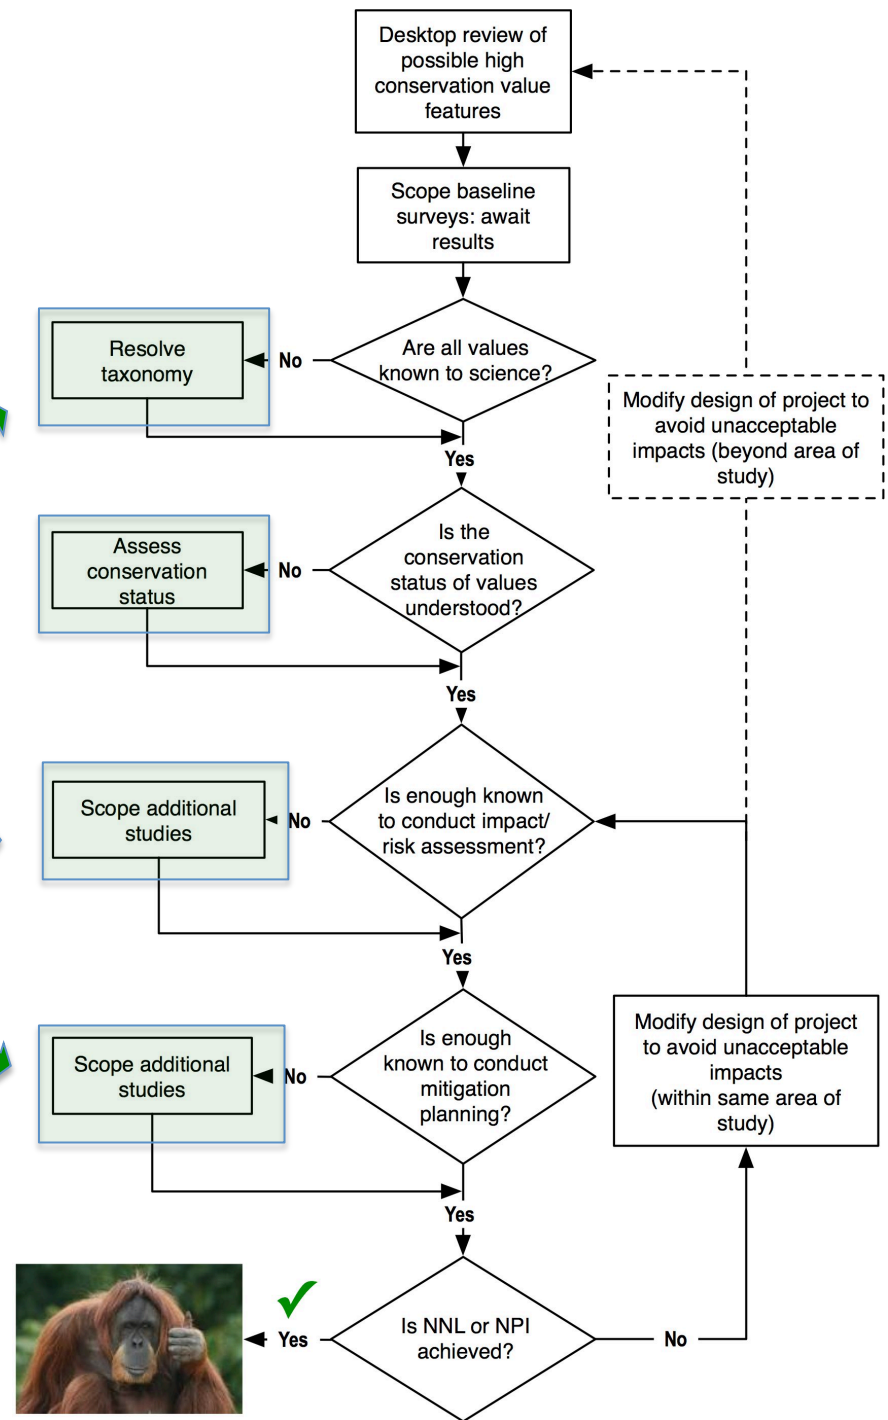 Desktop review of
possible high
conservation value
features
Scope baseline
surveys: await
results
Are all values
known to science?
No
Resolve
taxonomy
Yes
Modify design of project to
avoid unacceptable
impacts (beyond area of
study)
Is the
conservation
status of values
understood?
No
Assess
conservation
status
Yes
Is enough known
to conduct impact/
risk assessment?
No
Scope additional
studies
Yes
Is enough
known to conduct
mitigation
planning?
No
Scope additional
studies
Modify design of project
to avoid unacceptable
impacts
(within same area of
study)
Yes
Is NNL or NPI
achieved?
Yes
No